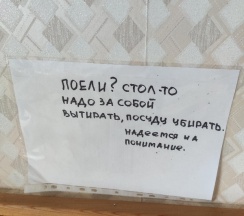 ПОЕЛИ? СТОЛ-ТО
НАДО ЗА СОБОЙ
ВЫТИРАТЬ, ПОСУДУ УБИРАТЬ.
НАДЕЕМСЯ НА
ПОНИМАНИЕ.